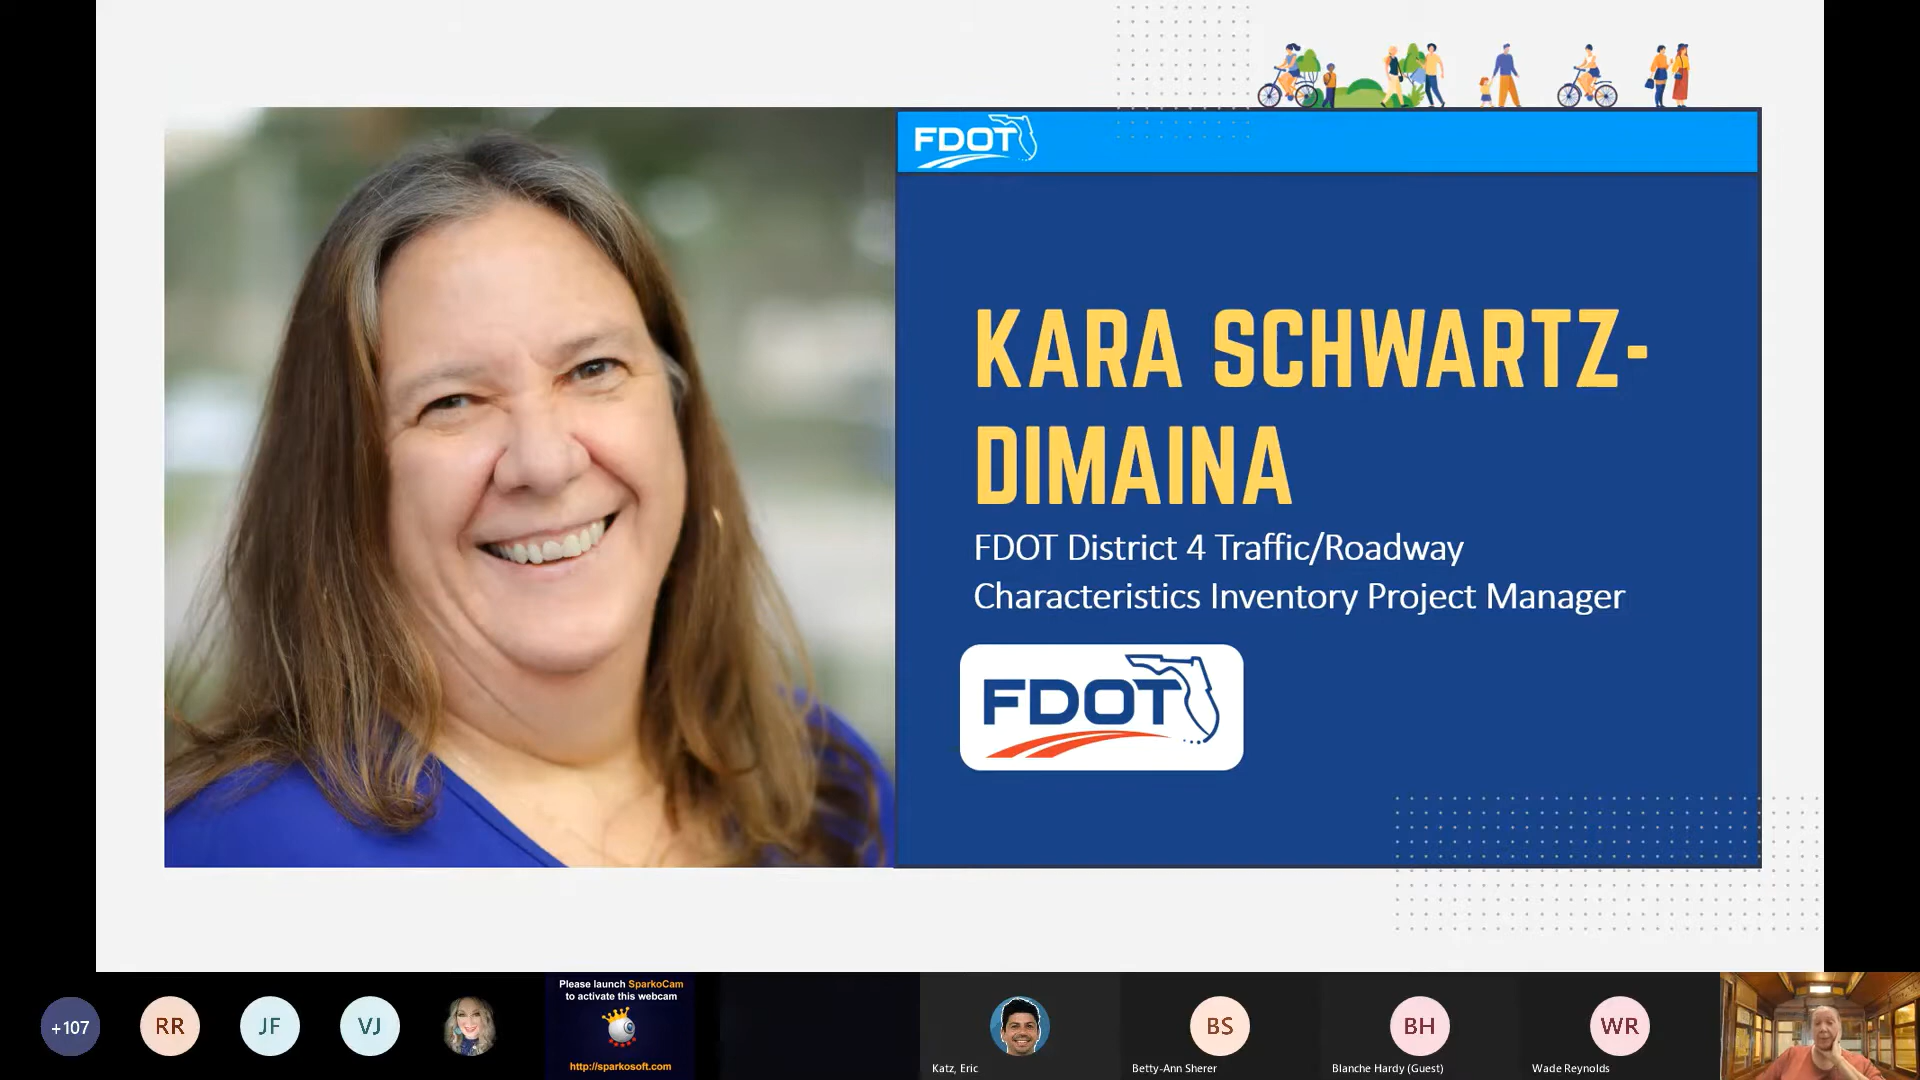 FDOT
KARA SCHWARTZ-
DIMAINA
FDOT District 4 Traffic/Roadway
Characteristics Inventory Project Manager
FDOT
+107
RR
JF
VJ
Please launch SparkoCam
to activate this webcam
http://sparkosoft.com
Katz, Eric
BS
Betty-Ann Sherer
BH
Blanche Hardy (Guest)
WR
Wade Reynolds